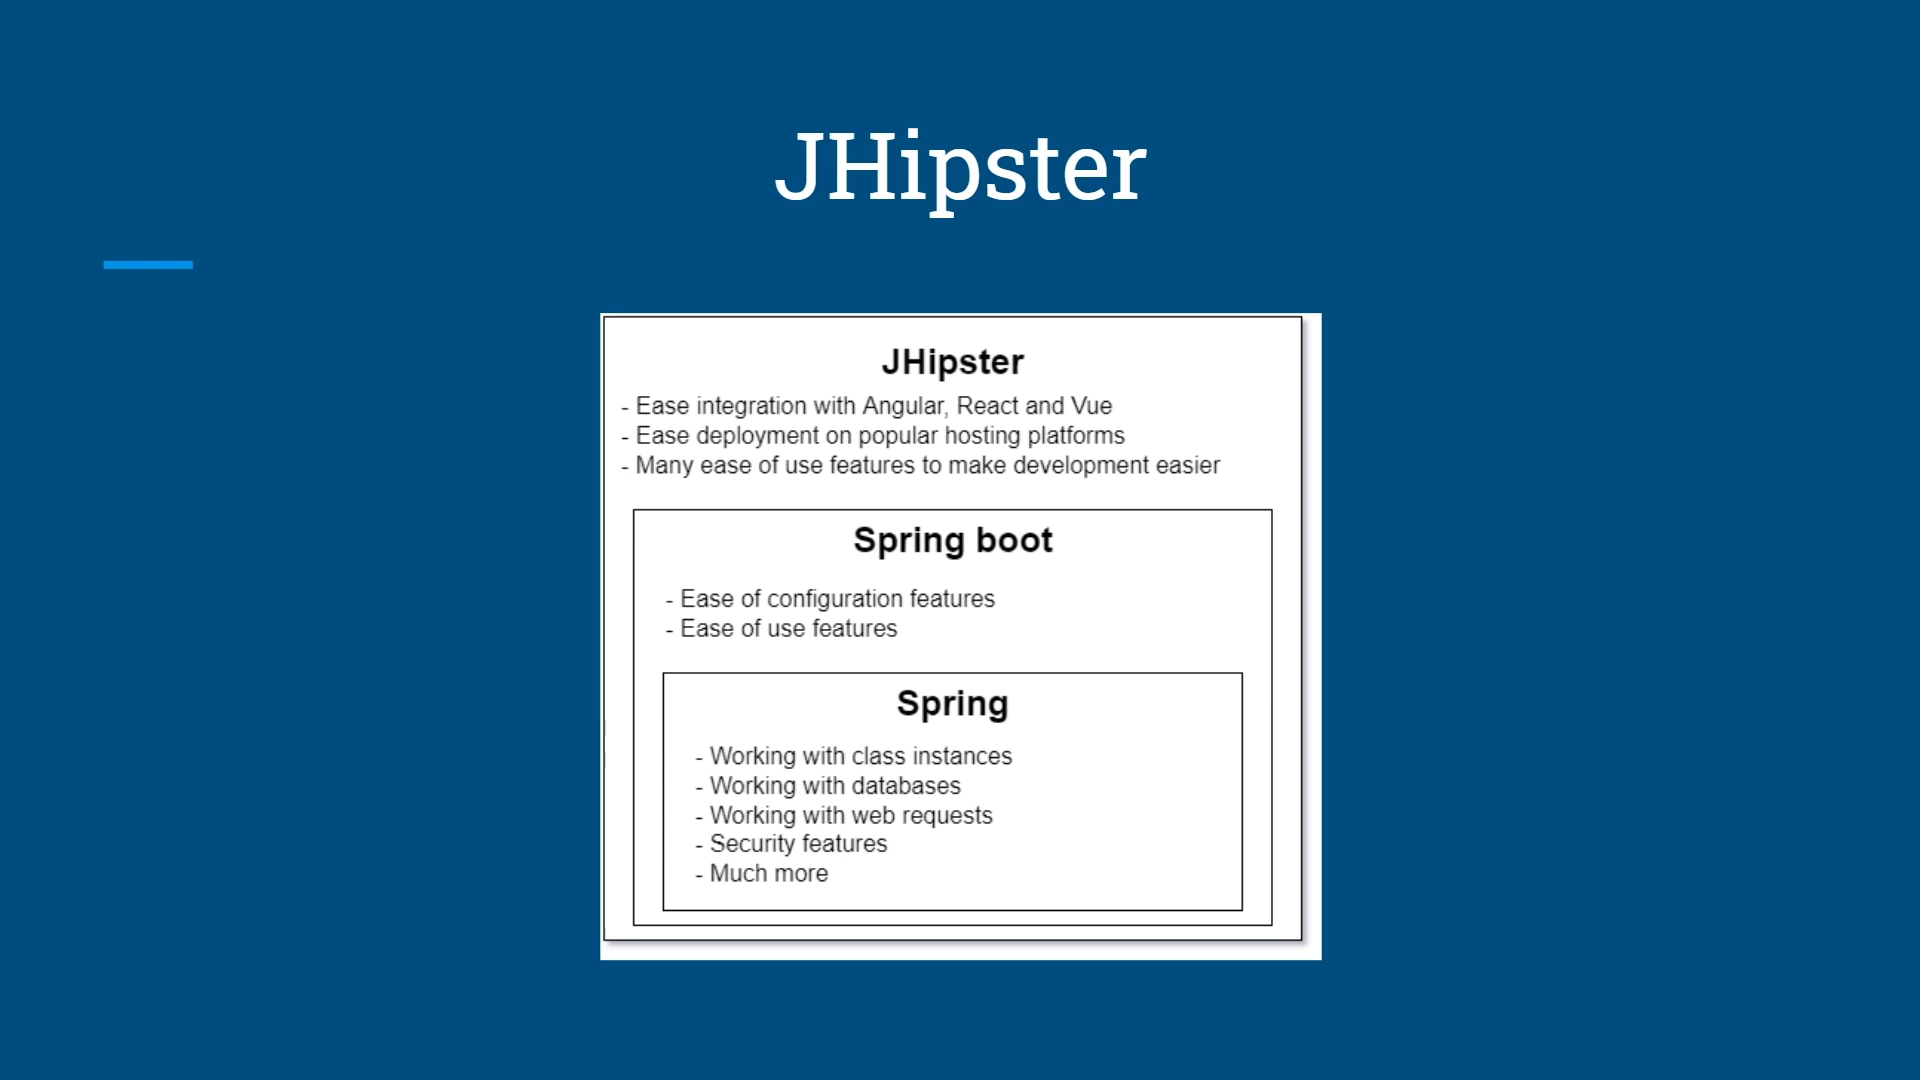 JHipster
JHipster
- Ease integration with Angular, React and Vue
- Ease deployment on popular hosting platforms
- Many ease of use features to make development easier
Spring boot
- Ease of configuration features
- Ease of use features
Spring
- Working with class instances
- Working with databases
- Working with web requests
- Security features
- Much more